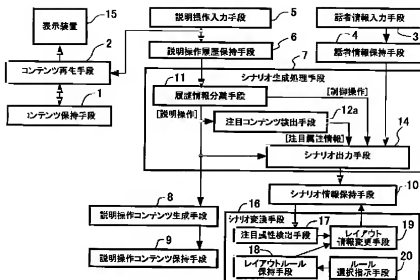 15
表示装置
2
コンテンツ再生手段
1
コンテンツ保持手段
説明操作入力手段
5
説明操作履歴保持手段
6
話者情報入力手段
3
4
話者情報保持手段
7
シナリオ生成処理手段
11
履歴情報分離手段
[制御操作]
[説明操作]
12a
注目コンテンツ検出手段
[注目属性情報]
14
シナリオ出力手段
8
説明操作コンテンツ生成手段
9
説明操作コンテンツ保持手段
10
シナリオ情報保持手段
16
シナリオ変換手段
17
注目属性検出手段
19
レイアウト
情報変更手段
18
レイアウトルール
保持手段
20
ルール
選択指示手段